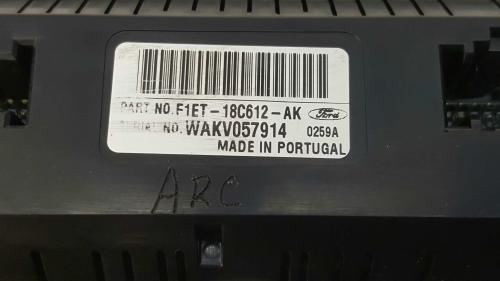 PART NO. F1ET-18C612-AK Ford
SERIAL NO. WAKV057914 0259A
MADE IN PORTUGAL
ARC